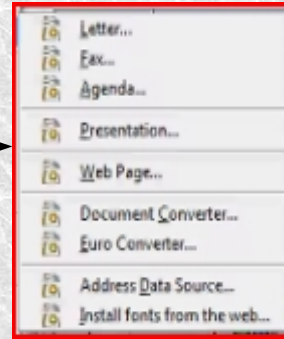 Letter...
Fax...
Agenda...
Presentation...
Web Page...
Document Converter...
Euro Converter...
Address Data Source...
Install fonts from the web...